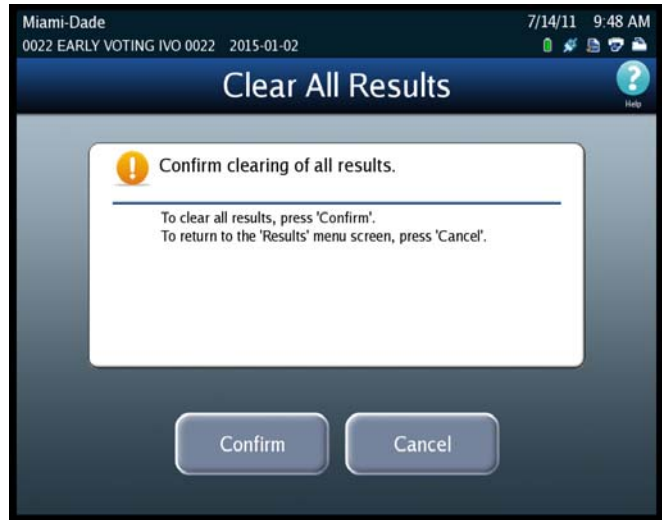 Miami-Dade 7/14/11 9:48 AM
0022 EARLY VOTING IVO 0022 2015-01-02
Clear All Results
Help
Confirm clearing of all results.
To clear all results, press 'Confirm'.
To return to the 'Results' menu screen, press 'Cancel'.
Confirm Cancel